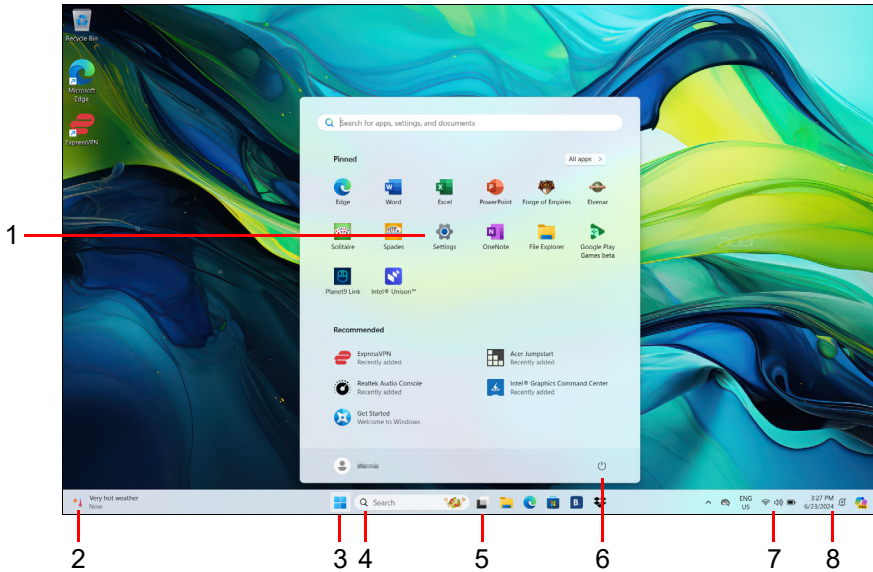 Recycle Bin
Microsoft
Edge
ExpressVPN
Search for apps, settings, and documents
Pinned
All apps >
Edge
Word
Excel
PowerPoint
Forge of Empires
Elvenar
Solitaire
Spades
Settings
OneNote
File Explorer
Google Play
Games beta
Planet9 Link
Intel® Unison™
Recommended
ExpressVPN
Recently added
Acer Jumpstart
Recently added
Realtek Audio Console
Recently added
Intel® Graphics Command Center
Recently added
Get Started
Welcome to Windows
acer
Very hot weather
Now
Search
B
ENG
US
3:27 PM
6/23/2024
1
2
3
4
5
6
7
8